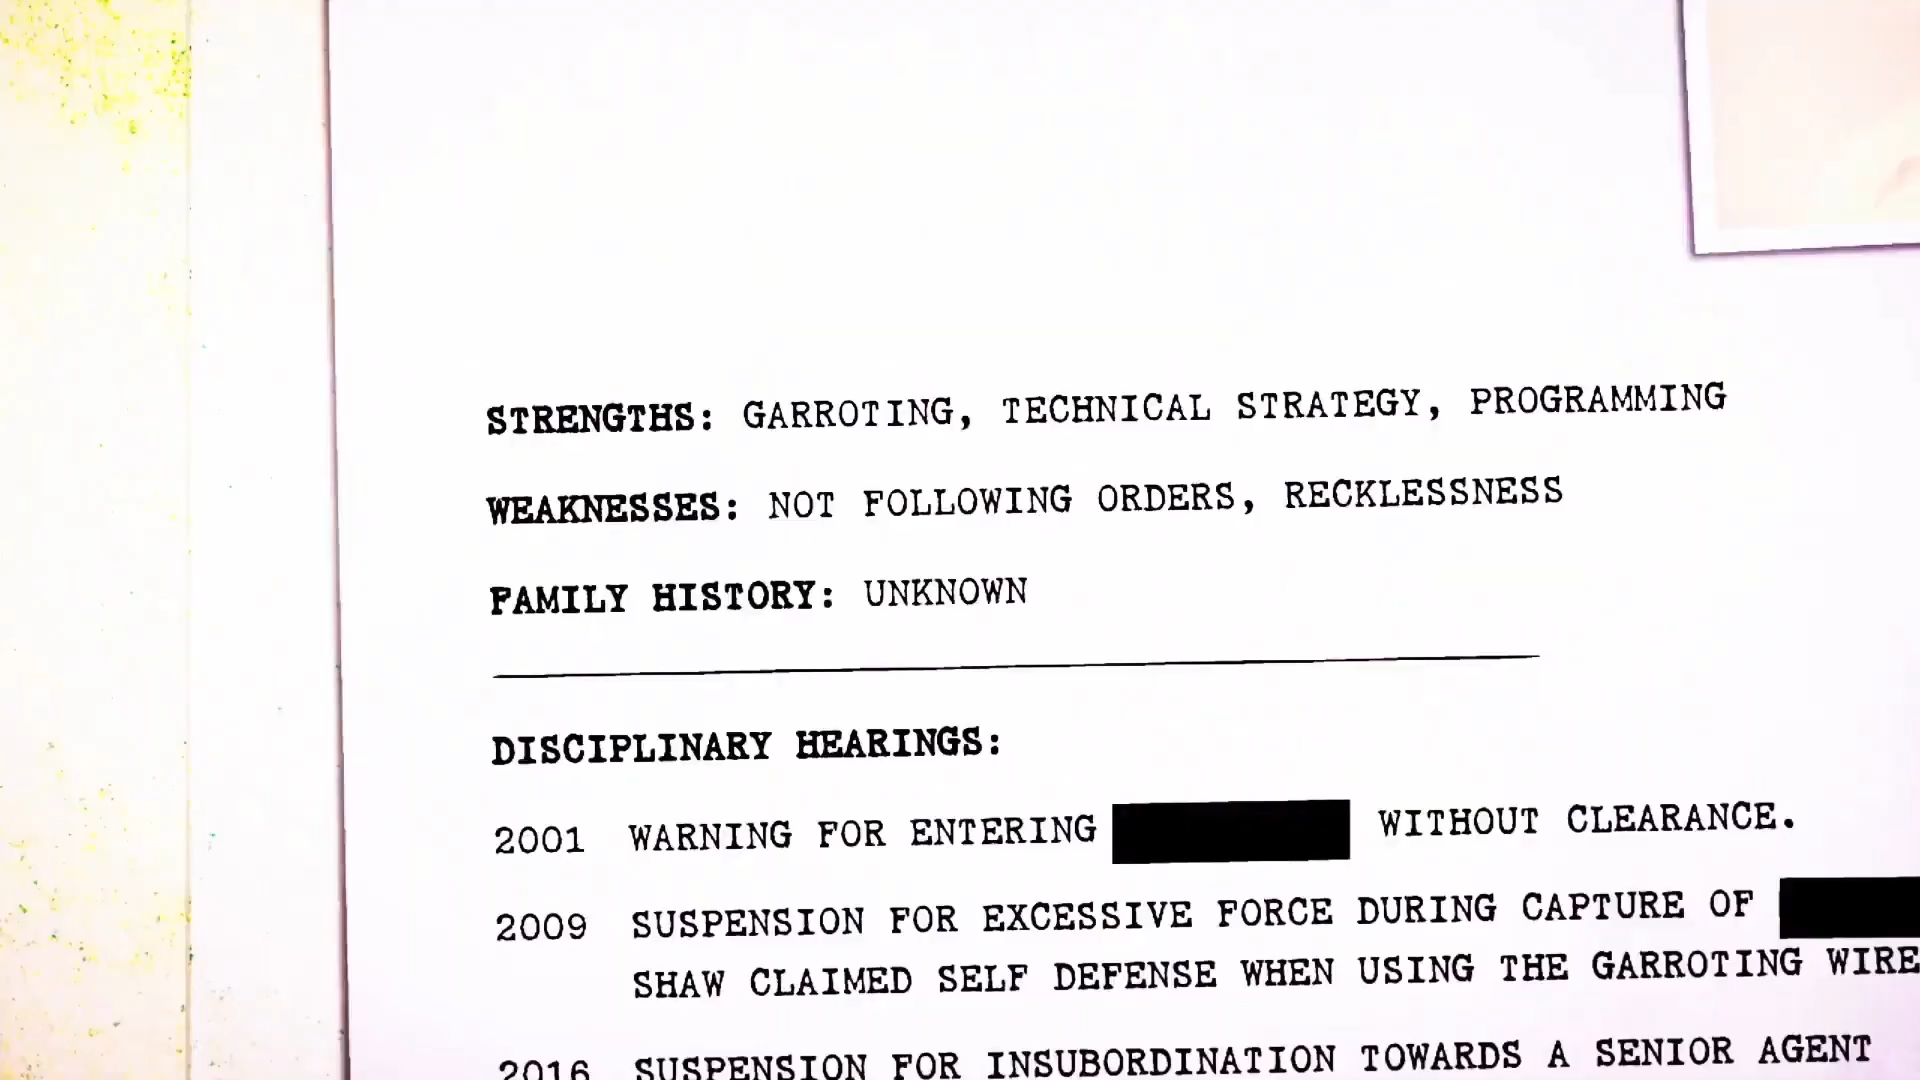 STRENGTHS: GARROTING, TECHNICAL STRATEGY, PROGRAMMING
WEAKNESSES: NOT FOLLOWING ORDERS, RECKLESSNESS
FAMILY HISTORY: UNKNOWN
DISCIPLINARY HEARINGS:
2001 WARNING FOR ENTERING WITHOUT CLEARANCE.
2009 SUSPENSION FOR EXCESSIVE FORCE DURING CAPTURE OF
SHAW CLAIMED SELF DEFENSE WHEN USING THE GARROTING WIRE
2016 SUSPENSION FOR INSUBORDINATION TOWARDS A SENIOR AGENT